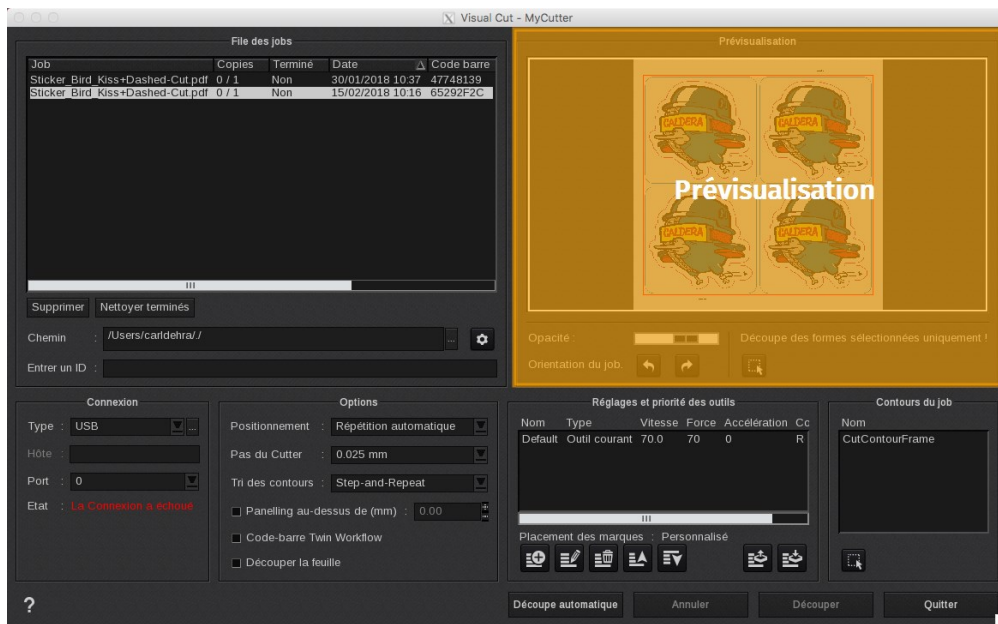 Visual Cut - MyCutter
File des jobs
Job Copies Terminé Date Code barre
Sticker_Bird_Kiss+Dashed-Cut.pdf 0 / 1 Non 30/01/2018 10:37 47748139
Sticker_Bird_Kiss+Dashed-Cut.pdf 0 / 1 Non 15/02/2018 10:16 65292F2C
Supprimer Nettoyer terminés
Chemin : /Users/carldehra/./ ...
Entrer un ID :
Prévisualisation
CALDERA CALDERA
Prévisualisation
CALDERA CALDERA
Opacité : Découpe des formes sélectionnées uniquement !
Orientation du job.
Connexion
Type : USB ...
Hôte :
Port : 0
Etat : La Connexion a échoué
Options
Positionnement : Répétition automatique
Pas du Cutter : 0.025 mm
Tri des contours : Step-and-Repeat
Panelling au-dessus de (mm) : 0.00
Code-barre Twin Workflow
Découper la feuille
Réglages et priorité des outils
Nom Type Vitesse Force Accélération Cc
Default Outil courant 70.0 70 0 R
Placement des marques : Personnalisé
Contours du job
Nom
CutContourFrame
?
Découpe automatique Annuler Découper Quitter